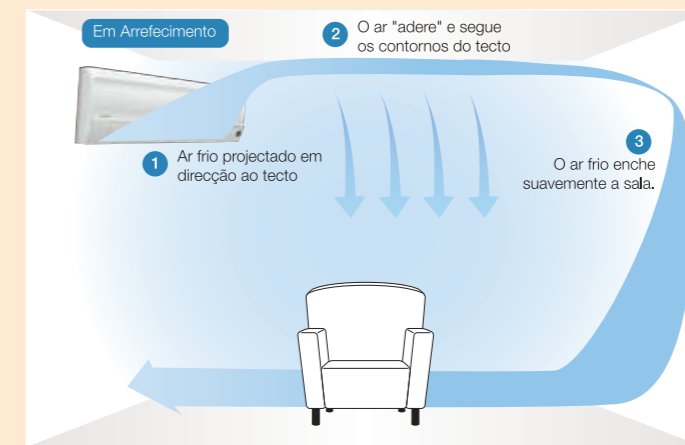 Em Arrefecimento
2 O ar "adere" e segue
os contornos do tecto
1 Ar frio projectado em
direcção ao tecto
3
O ar frio enche
suavemente a sala.